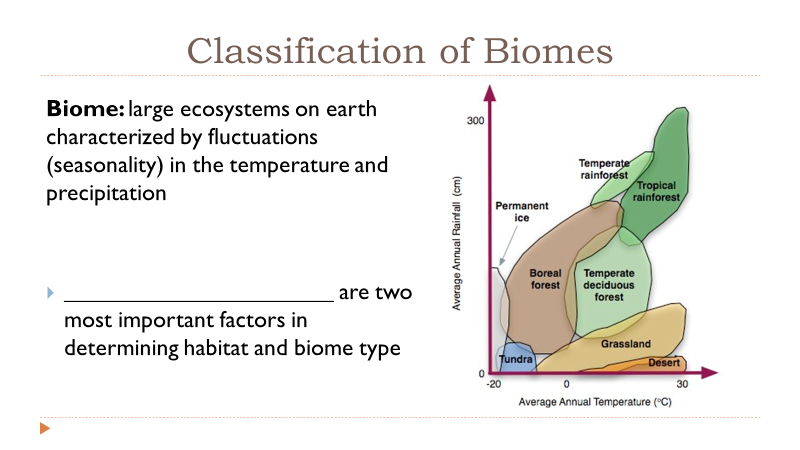 Classification of Biomes
Biome: large ecosystems on earth
characterized by fluctuations
(seasonality) in the temperature and
precipitation
__________________________ are two
most important factors in
determining habitat and biome type
300
Temperate
rainforest
Tropical
rainforest
Permanent
ice
Average Annual Rainfall (cm)
Boreal
forest
Temperate
deciduous
forest
Grassland
Tundra
Desert
0
-20
0
30
Average Annual Temperature (°C)